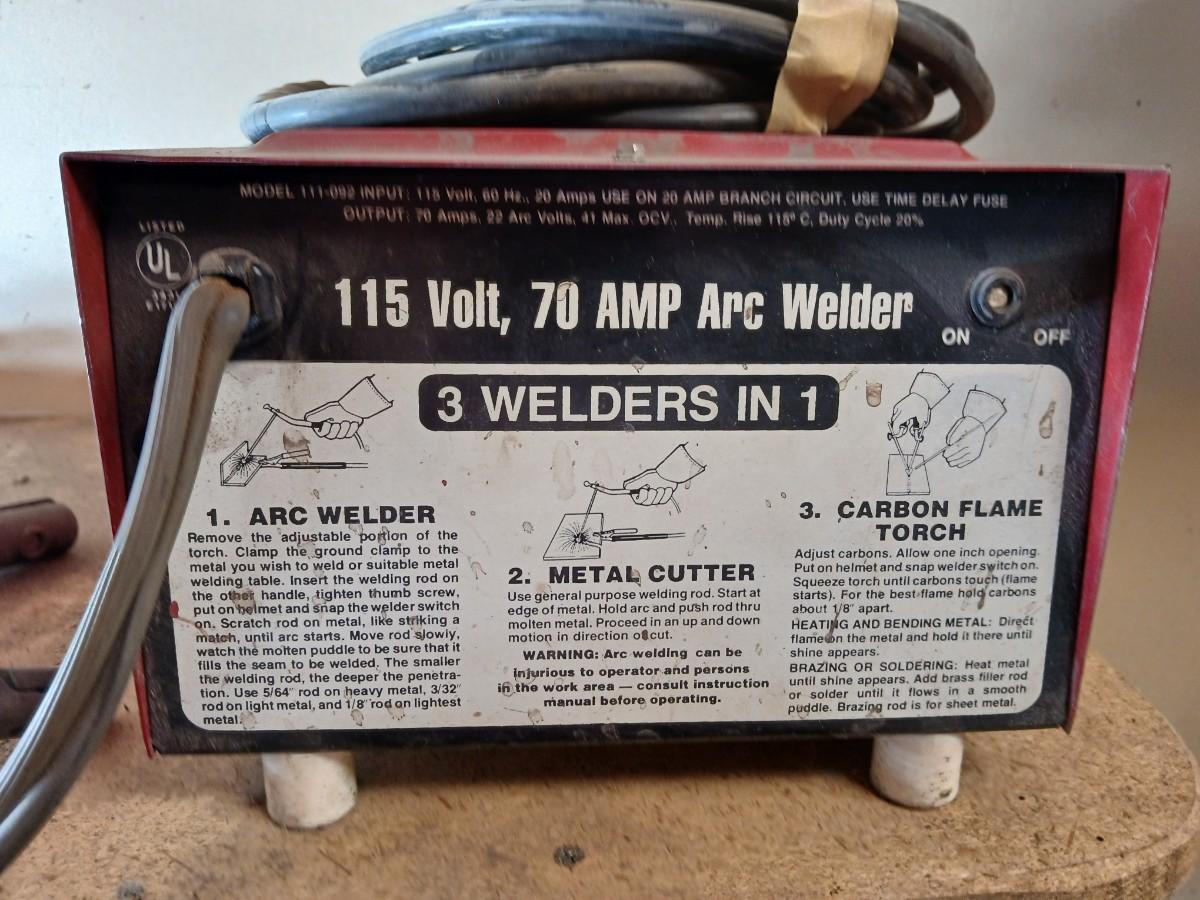 MODEL 111-092 INPUT: 115 Volt, 60 Hz., 20 Amps USE ON 20 AMP BRANCH CIRCUIT, USE TIME DELAY FUSE
OUTPUT: 70 Amps, 22 Arc Volts, 41 Max. OCV., Temp. Rise 115° C, Duty Cycle 20%
LISTED
UL
115 Volt, 70 AMP Arc Welder
ON OFF
3 WELDERS IN 1
1. ARC WELDER
Remove the adjustable portion of the
torch. Clamp the ground clamp to the
metal you wish to weld or suitable metal
welding table. Insert the welding rod on
the other handle, tighten thumb screw,
put on helmet and snap the welder switch
on. Scratch rod on metal, like striking a
match, until arc starts. Move rod slowly,
watch the molten puddle to be sure that it
fills the seam to be welded. The smaller
the welding rod, the deeper the penetra-
tion. Use 5/64″ rod on heavy metal, 3/32″
rod on light metal, and 1/8″ rod on lightest
metal.
2. METAL CUTTER
Use general purpose welding rod. Start at
edge of metal. Hold arc and push rod thru
molten metal. Proceed in an up and down
motion in direction of cut.
WARNING: Arc welding can be
injurious to operator and persons
in the work area — consult instruction
manual before operating.
3. CARBON FLAME
TORCH
Adjust carbons. Allow one inch opening.
Put on helmet and snap welder switch on.
Squeeze torch until carbons touch (flame
starts). For the best flame hold carbons
about 1/8″ apart.
HEATING AND BENDING METAL: Direct
flame on the metal and hold it there until
shine appears.
BRAZING OR SOLDERING: Heat metal
until shine appears. Add brass filler rod
or solder until it flows in a smooth
puddle. Brazing rod is for sheet metal.